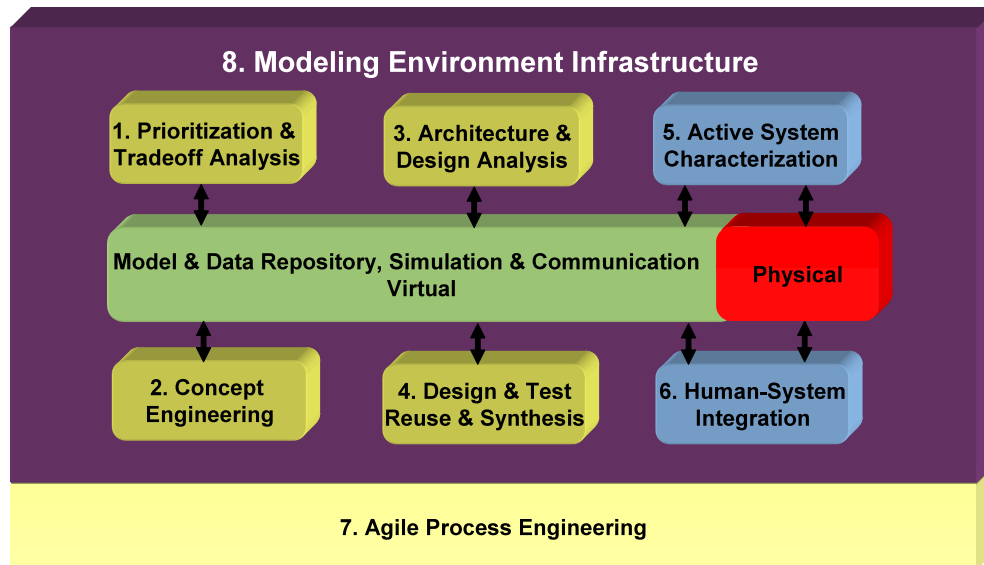 8. Modeling Environment Infrastructure
1. Prioritization &
Tradeoff Analysis
3. Architecture &
Design Analysis
5. Active System
Characterization
Model & Data Repository, Simulation & Communication
Virtual
Physical
2. Concept
Engineering
4. Design & Test
Reuse & Synthesis
6. Human-System
Integration
7. Agile Process Engineering